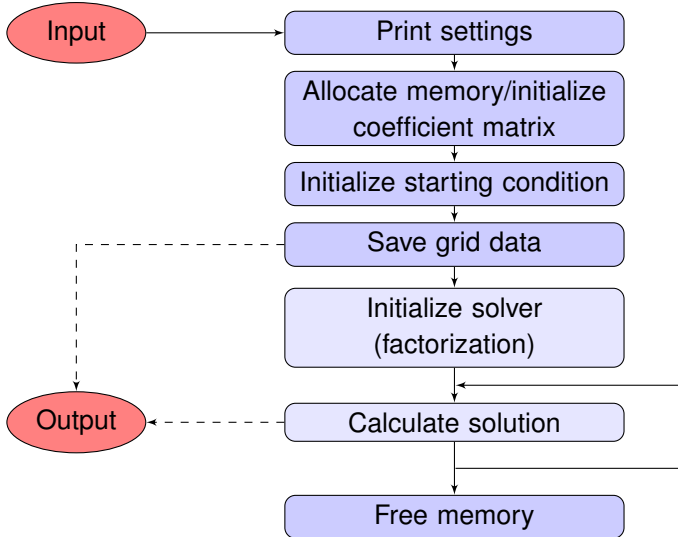 Input
Print settings
Allocate memory/initialize
coefficient matrix
Initialize starting condition
Save grid data
Initialize solver
(factorization)
Output
Calculate solution
Free memory